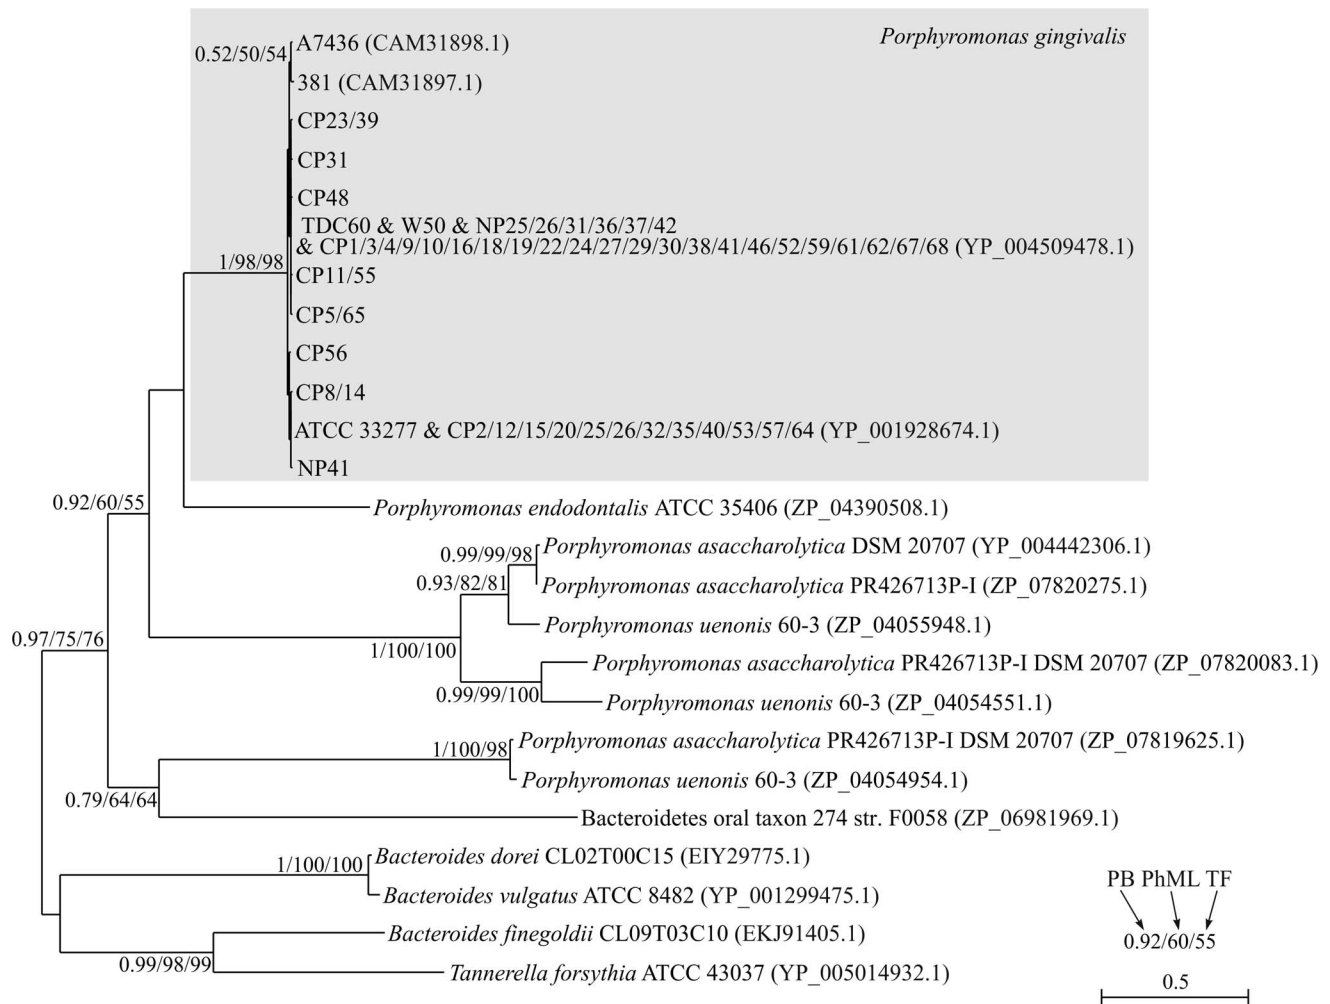 Porphyromonas gingivalis
0.52/50/54
A7436 (CAM31898.1)
381 (CAM31897.1)
CP23/39
CP31
CP48
TDC60 & W50 & NP25/26/31/36/37/42
& CP1/3/4/9/10/16/18/19/22/24/27/29/30/38/41/46/52/59/61/62/67/68 (YP_004509478.1)
1/98/98
CP11/55
CP5/65
CP56
CP8/14
ATCC 33277 & CP2/12/15/20/25/26/32/35/40/53/57/64 (YP_001928674.1)
NP41
0.92/60/55
Porphyromonas endodontalis ATCC 35406 (ZP_04390508.1)
0.99/99/98
Porphyromonas asaccharolytica DSM 20707 (YP_004442306.1)
0.93/82/81
Porphyromonas asaccharolytica PR426713P-I (ZP_07820275.1)
Porphyromonas uenonis 60-3 (ZP_04055948.1)
0.97/75/76
1/100/100
Porphyromonas asaccharolytica PR426713P-I DSM 20707 (ZP_07820083.1)
0.99/99/100
Porphyromonas uenonis 60-3 (ZP_04054551.1)
1/100/98
Porphyromonas asaccharolytica PR426713P-I DSM 20707 (ZP_07819625.1)
Porphyromonas uenonis 60-3 (ZP_04054954.1)
0.79/64/64
Bacteroidetes oral taxon 274 str. F0058 (ZP_06981969.1)
1/100/100
Bacteroides dorei CL02T00C15 (EIY29775.1)
Bacteroides vulgatus ATCC 8482 (YP_001299475.1)
PB PhML TF
Bacteroides finegoldii CL09T03C10 (EKJ91405.1)
0.92/60/55
0.99/98/99
Tannerella forsythia ATCC 43037 (YP_005014932.1)
0.5